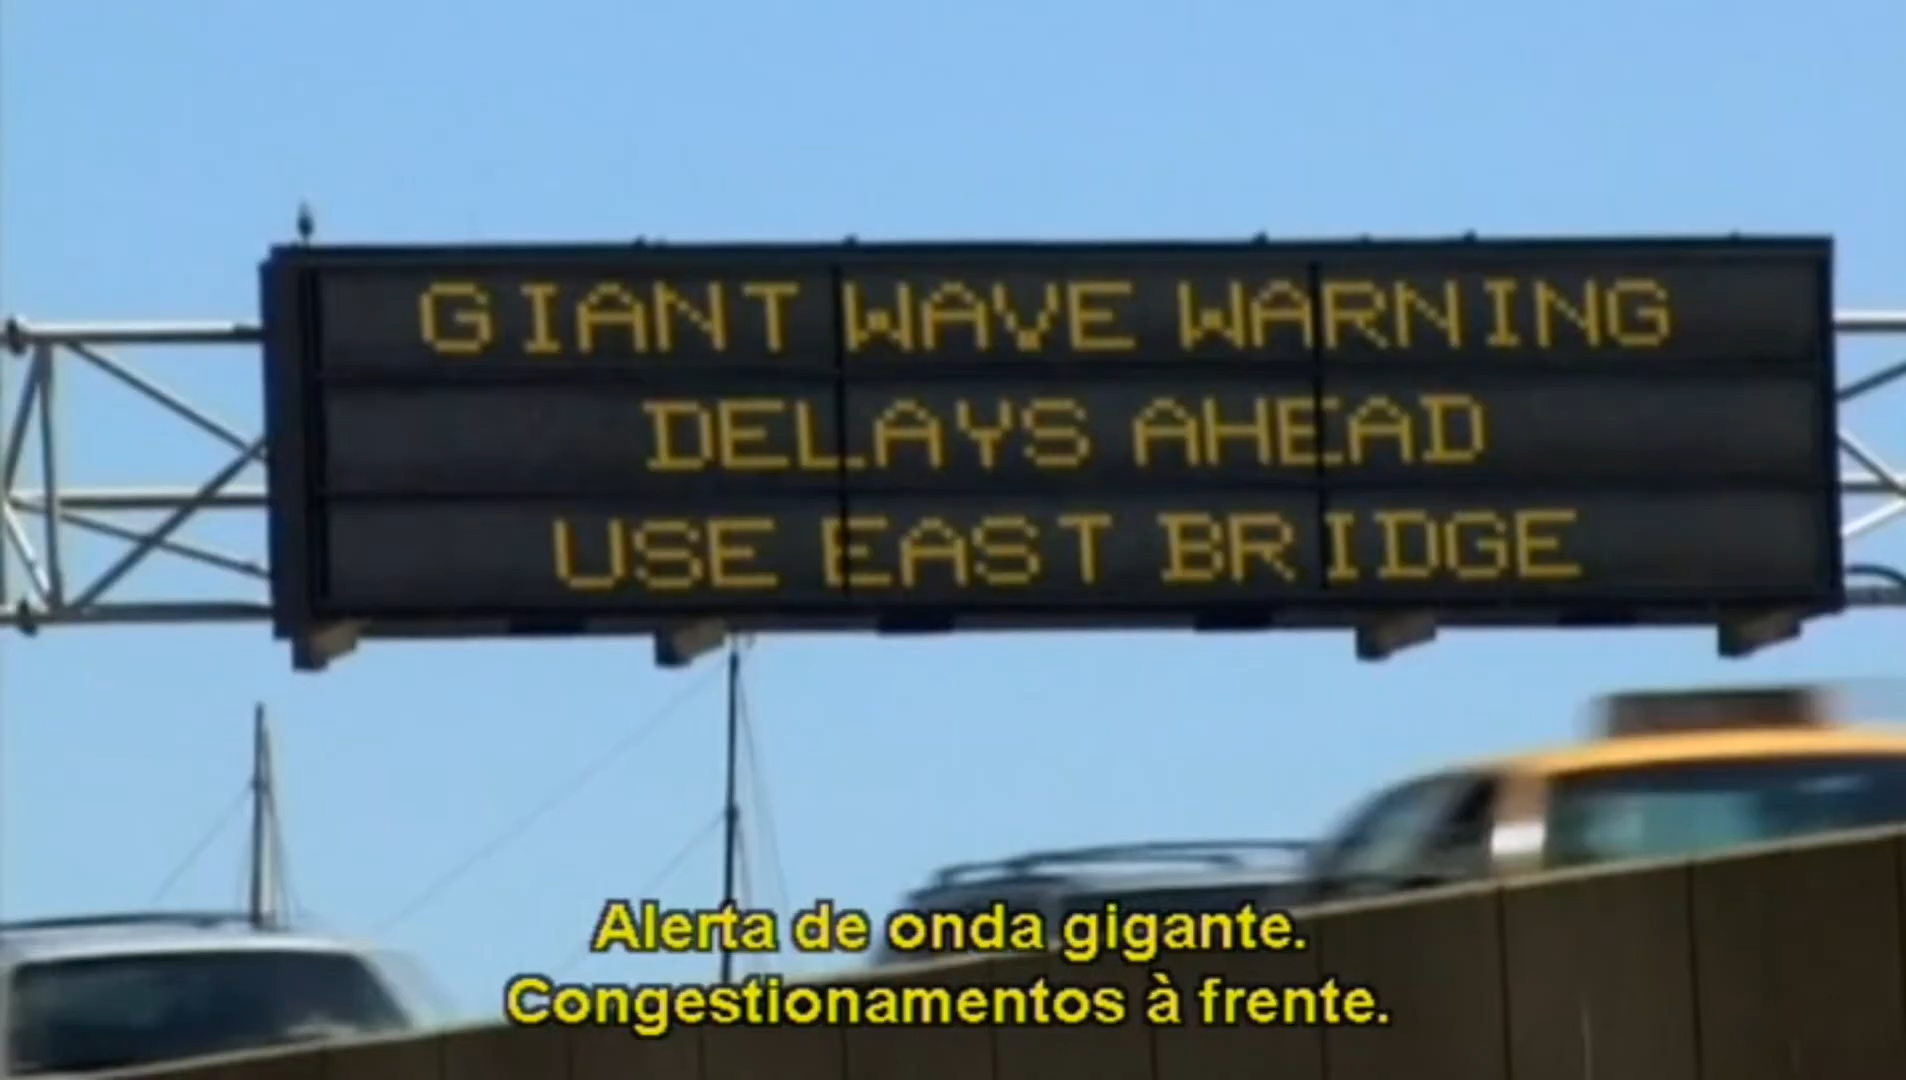 GIANT WAVE WARNING
DELAYS AHEAD
USE EAST BRIDGE
Alerta de onda gigante.
Congestionamentos à frente.